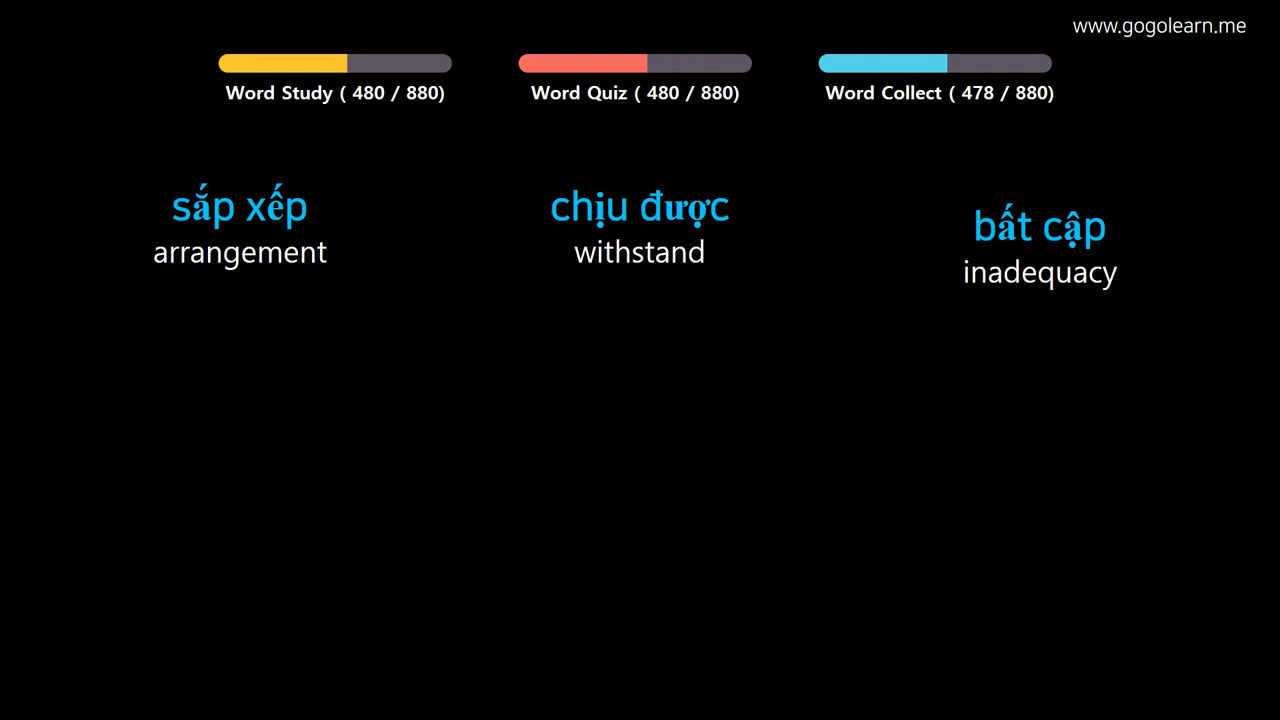 www.gogolearn.me
Word Study ( 480 / 880)
Word Quiz ( 480 / 880)
Word Collect ( 478 / 880)
sắp xếp
arrangement
chịu được
withstand
bất cập
inadequacy